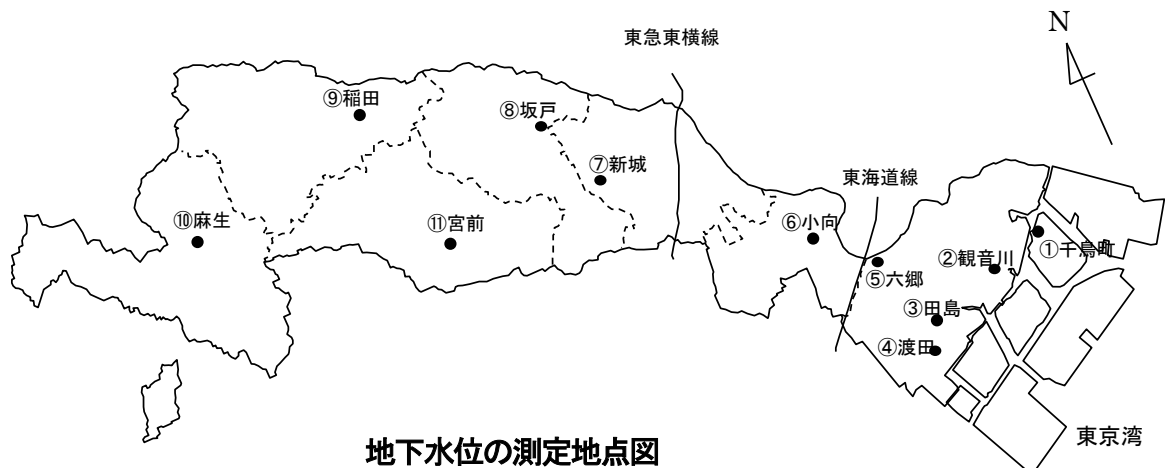 東急東横線
N
⑨稲田
⑧坂戸
⑦新城
東海道線
⑩麻生
⑪宮前
⑥小向
①千鳥町
②観音川
⑤六郷
③田島
④渡田
東京湾
地下水位の測定地点図